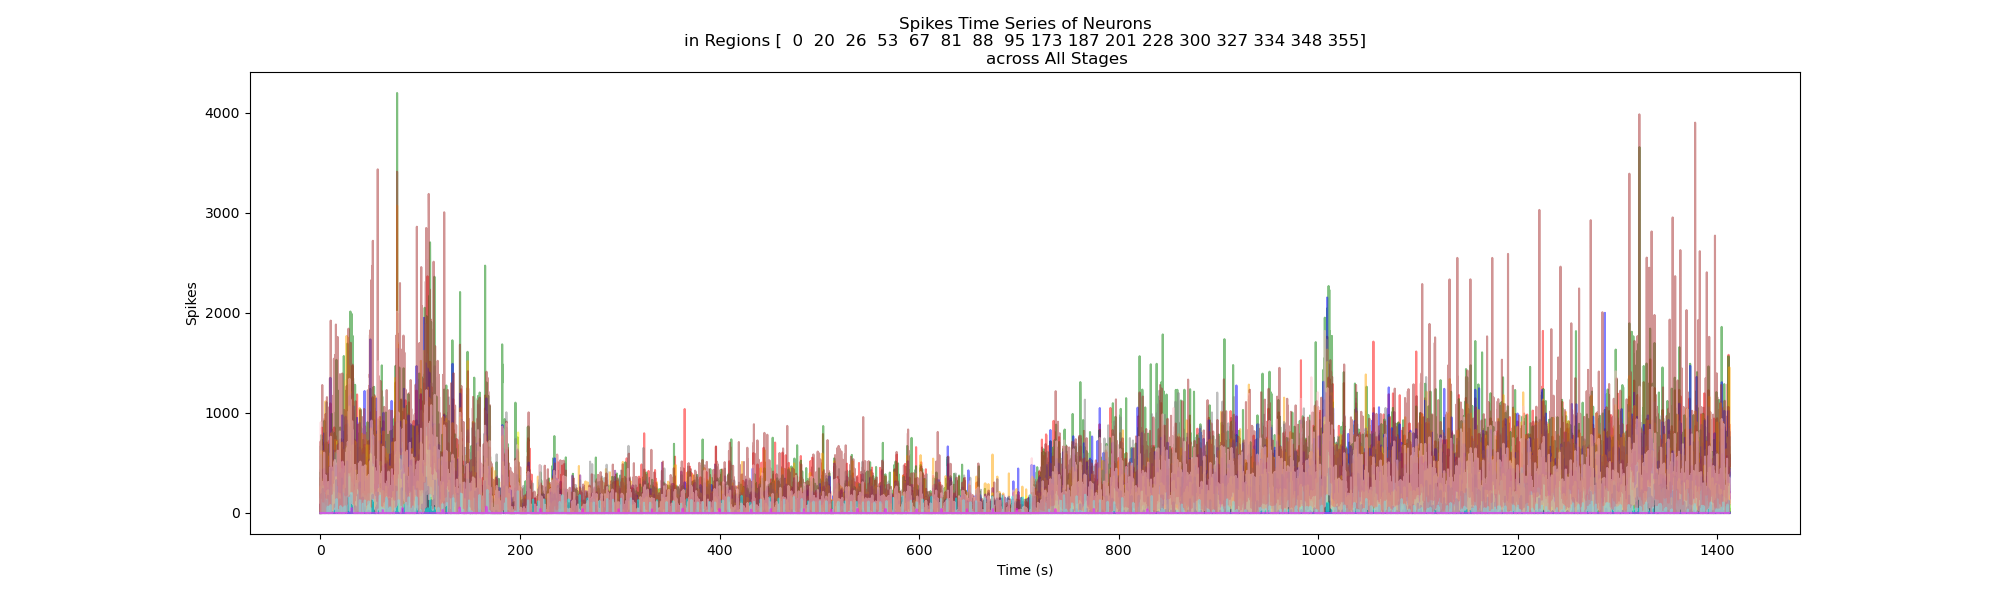 Spikes Time Series of Neurons
in Regions [  0  20  26  53  67  81  88  95 173 187 201 228 300 327 334 348 355]
across All Stages
4000
3000
2000
1000
0
Spikes
0 200 400 600 800 1000 1200 1400
Time (s)